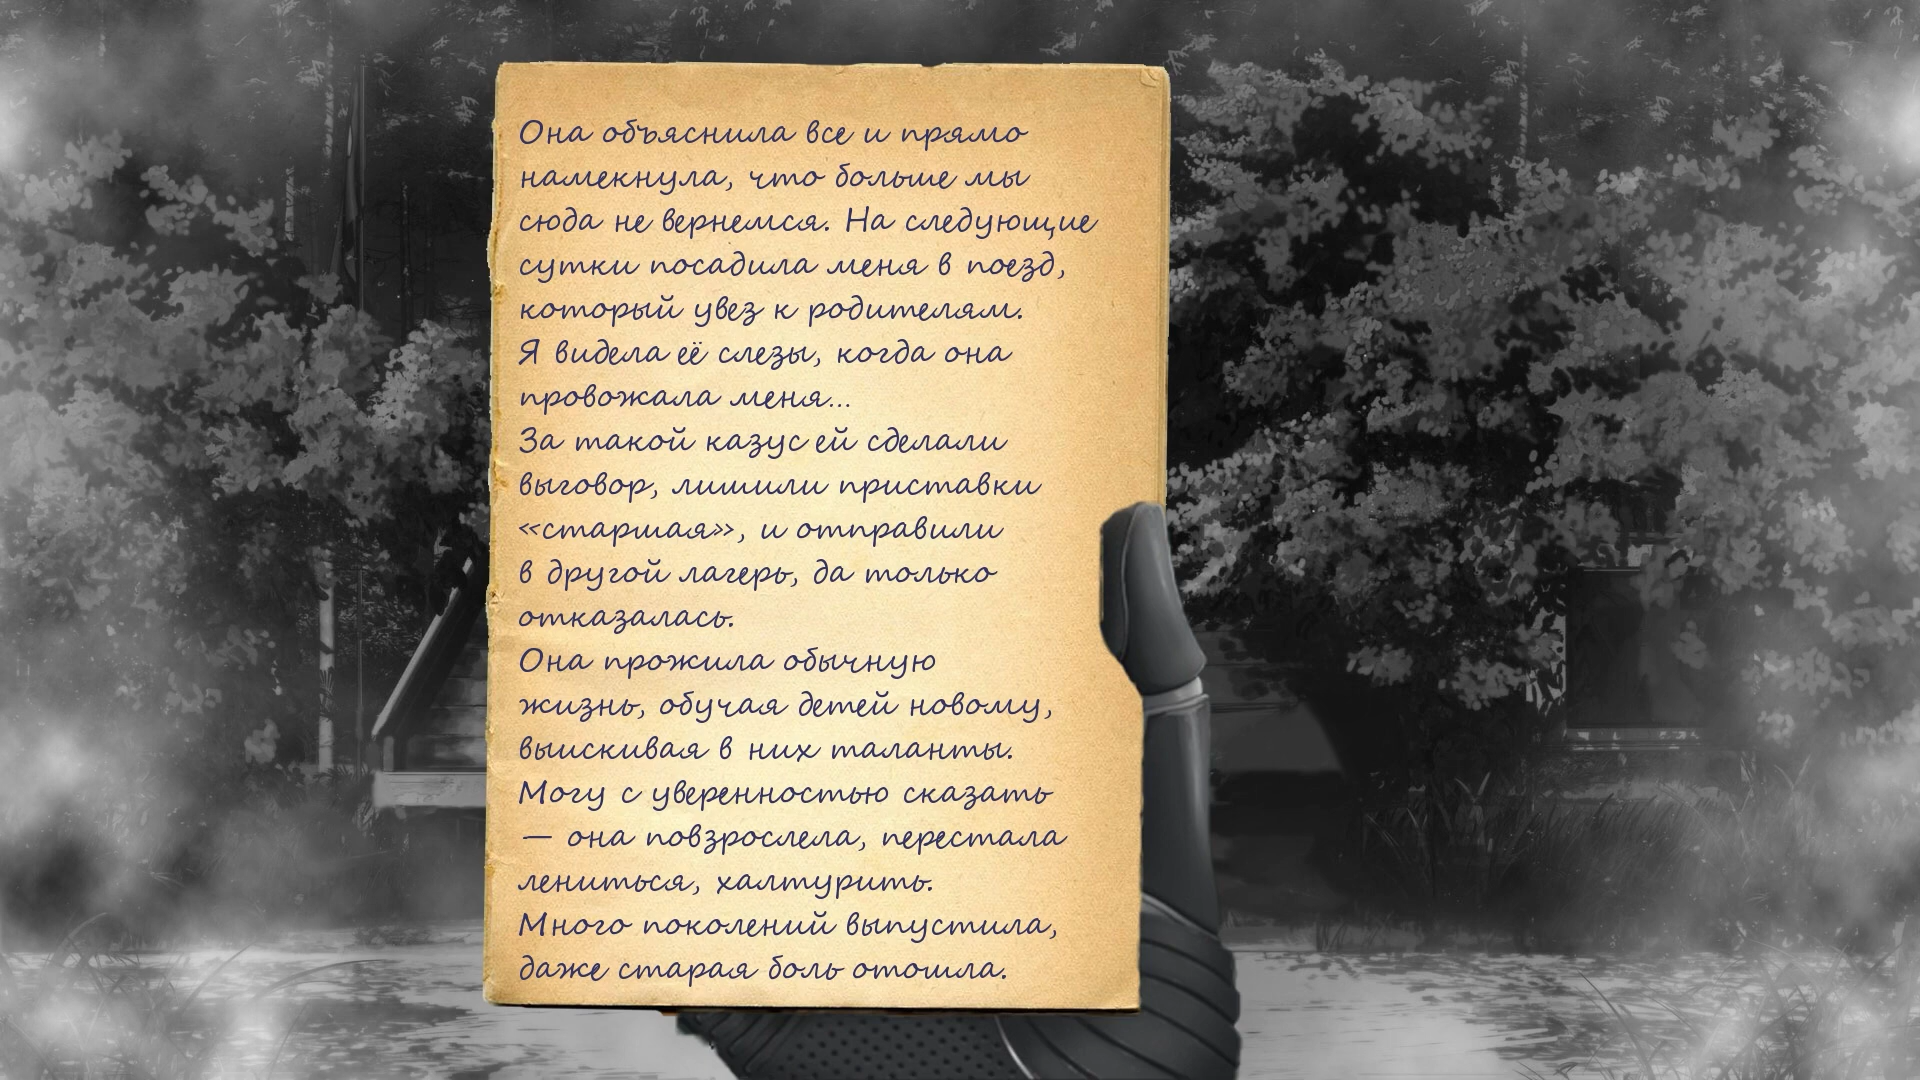 Она объяснила все и прямо
намекнула, что больше мы
сюда не вернемся. На следующие
сутки посадила меня в поезд,
который увез к родителям.
Я видела её слезы, когда она
провожала меня...
За такой казус ей сделали
выговор, лишили приставки
«старшая», и отправили
в другой лагерь, да только
отказалась.
Она прожила обычную
жизнь, обучая детей новому,
выискивая в них таланты.
Могу с уверенностью сказать
— она повзрослела, перестала
лениться, халтурить.
Много поколений выпустила,
даже старая боль отошла.